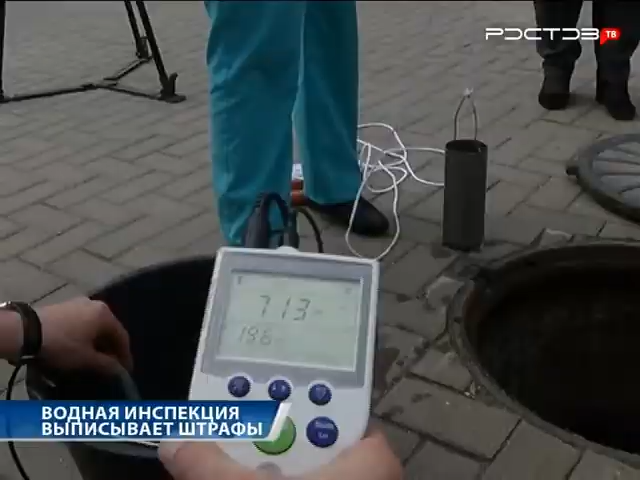 РОСТОВ ТВ
713
19.6
ВОДНАЯ ИНСПЕКЦИЯ
ВЫПИСЫВАЕТ ШТРАФЫ